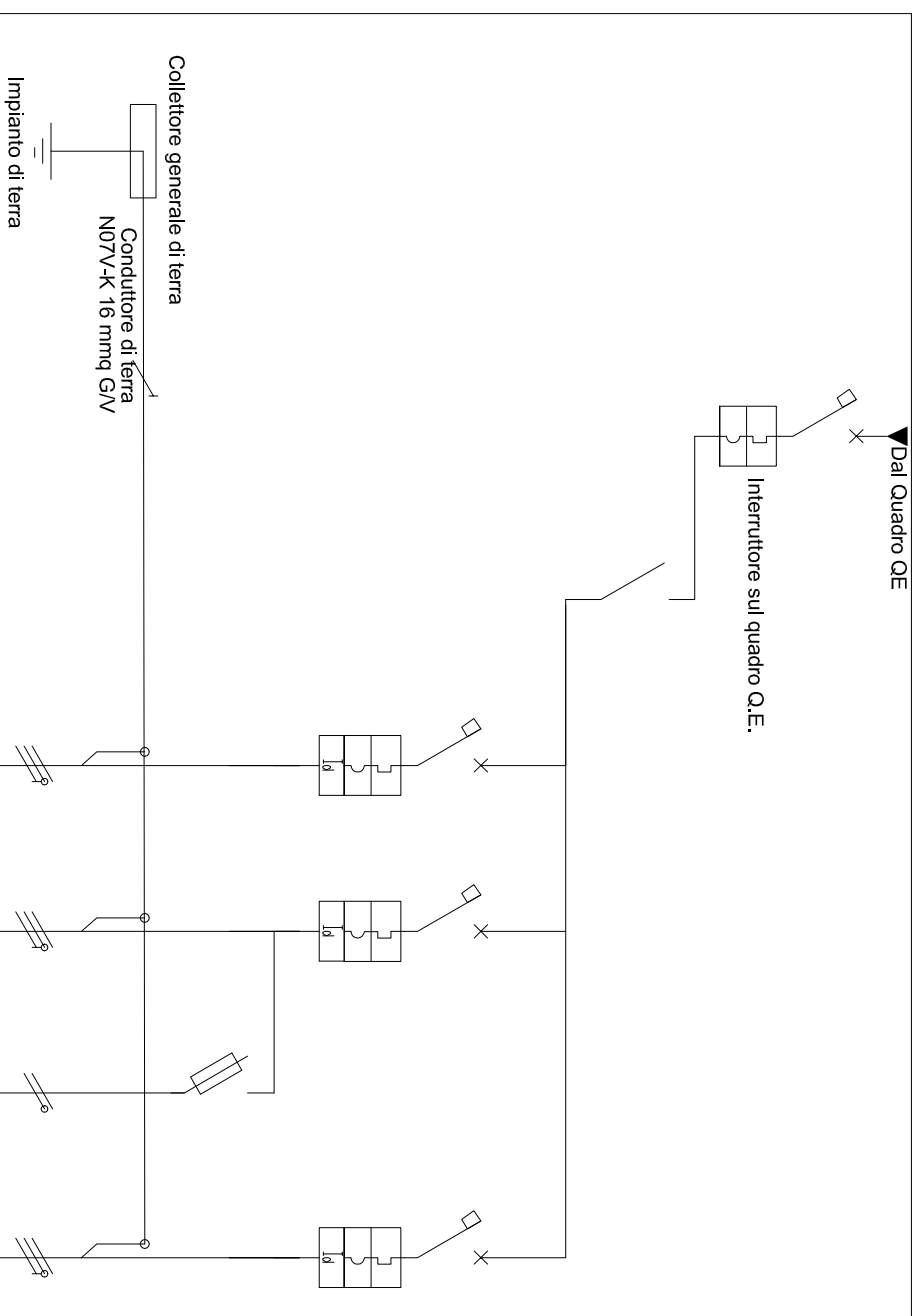 Dal Quadro QE
Interruttore sul quadro Q.E.
Collettore generale di terra
Conduttore di terra
N07V-K 16 mmq G/V
Impianto di terra
Id
Id
Id